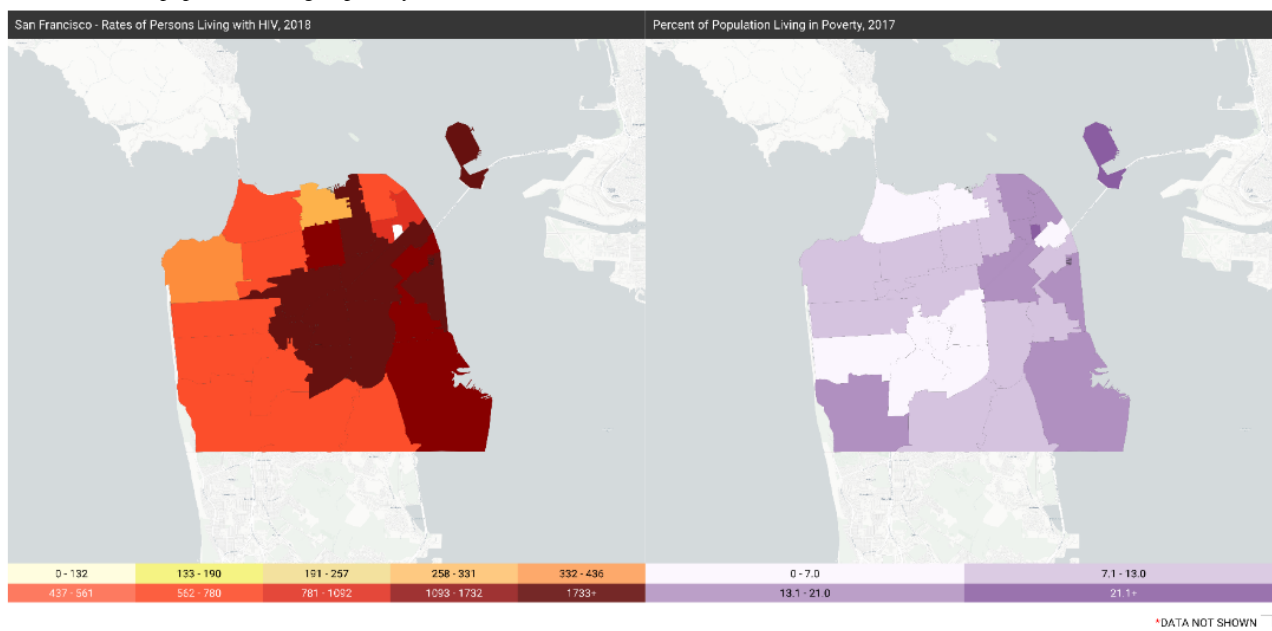 San Francisco - Rates of Persons Living with HIV, 2018
Percent of Population Living in Poverty, 2017
0 - 132 133 - 190 191 - 257 258 - 331 332 - 436
437 - 561 562 - 780 781 - 1092 1093 - 1732 1733+
0 - 7.0 7.1 - 13.0
13.1 - 21.0 21.1+
*DATA NOT SHOWN